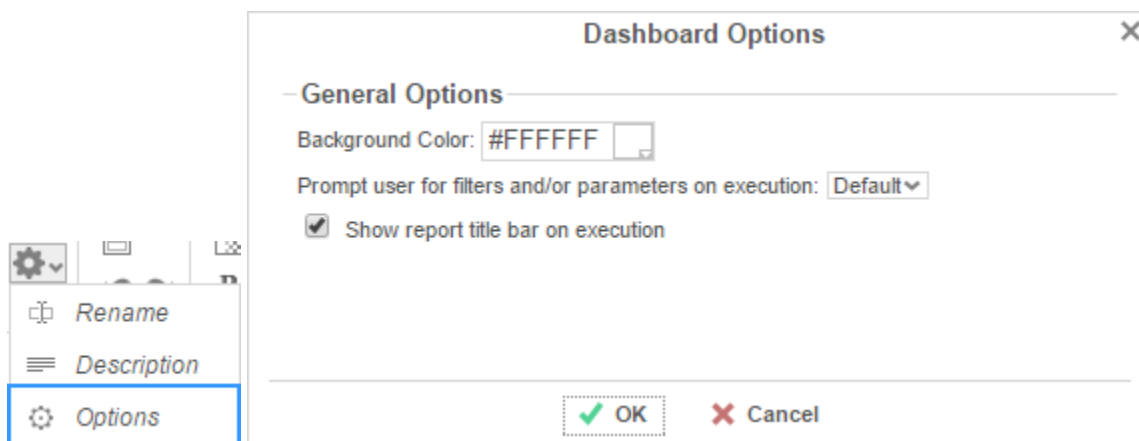 Dashboard Options
General Options
Background Color: #FFFFFF
Prompt user for filters and/or parameters on execution: Default
Show report title bar on execution
Rename
Description
Options
OK
Cancel